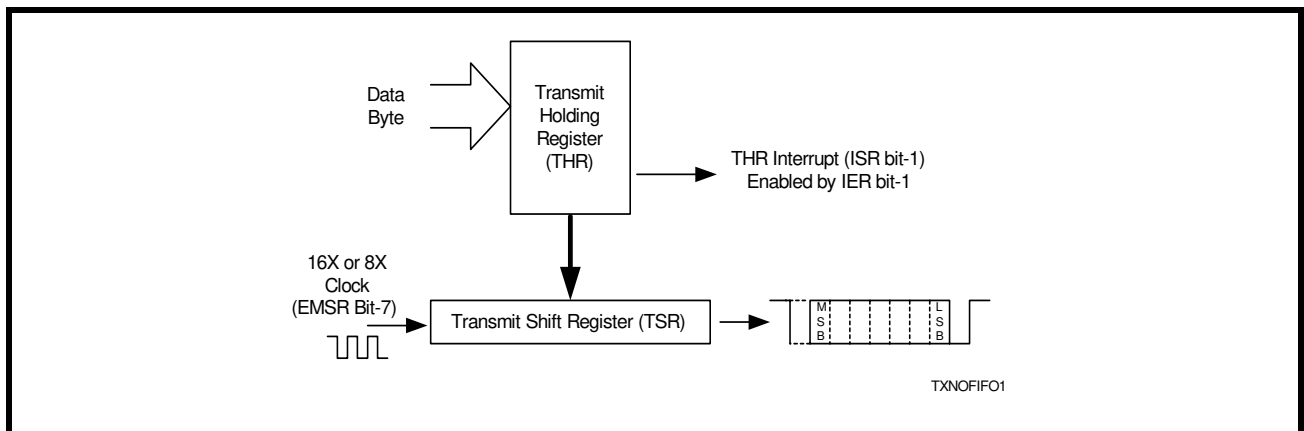 Data
Byte
Transmit
Holding
Register
(THR)
THR Interrupt (ISR bit-1)
Enabled by IER bit-1
16X or 8X
Clock
(EMSR Bit-7)
Transmit Shift Register (TSR)
M
S
B
L
S
B
TXNOFIFO1